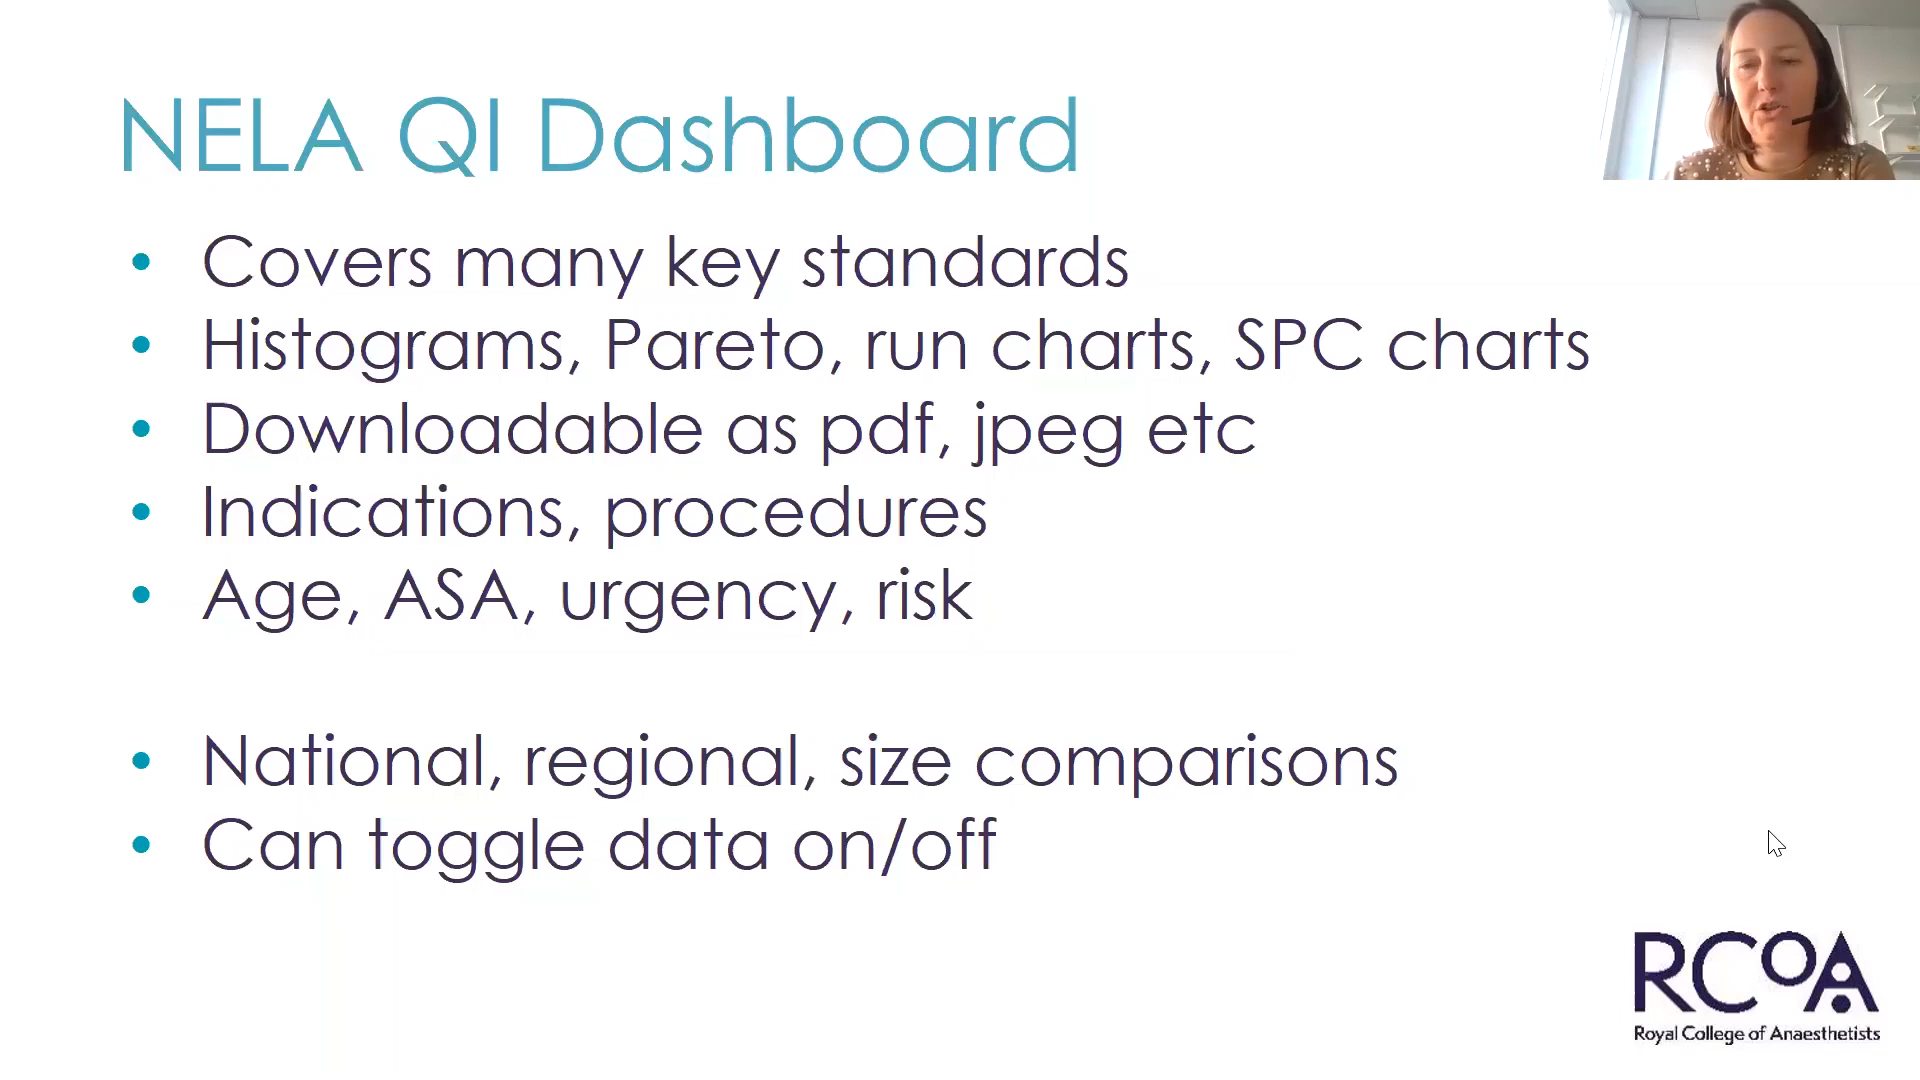 NELA QI Dashboard
• Covers many key standards
• Histograms, Pareto, run charts, SPC charts
• Downloadable as pdf, jpeg etc
• Indications, procedures
• Age, ASA, urgency, risk
• National, regional, size comparisons
• Can toggle data on/off
RCoA
Royal College of Anaesthetists